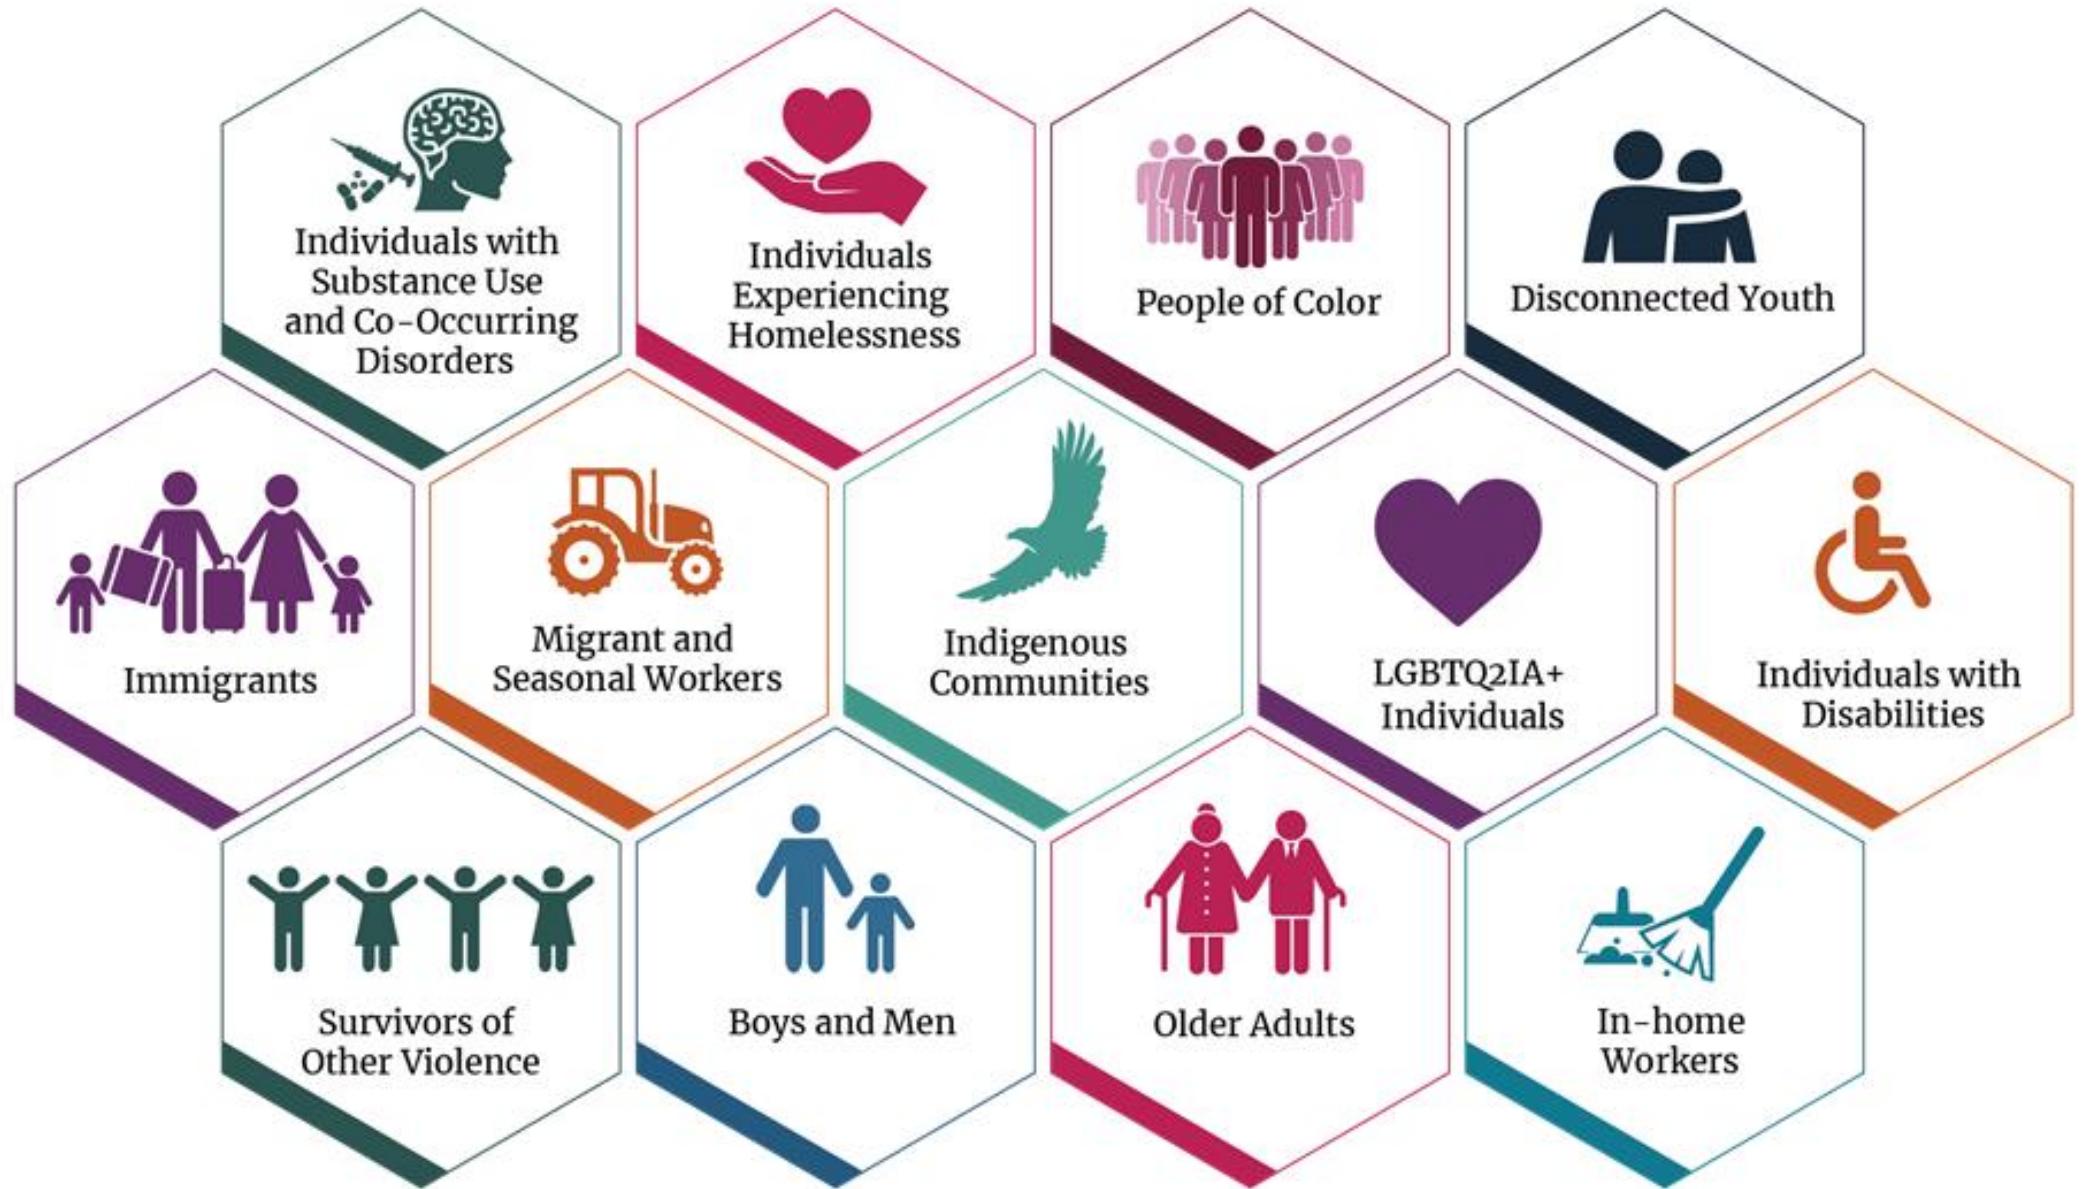 Individuals with
Substance Use
and Co-Occurring
Disorders
Individuals
Experiencing
Homelessness
People of Color
Disconnected Youth
Immigrants
Migrant and
Seasonal Workers
Indigenous
Communities
LGBTQ2IA+
Individuals
Individuals with
Disabilities
Survivors of
Other Violence
Boys and Men
Older Adults
In-home
Workers